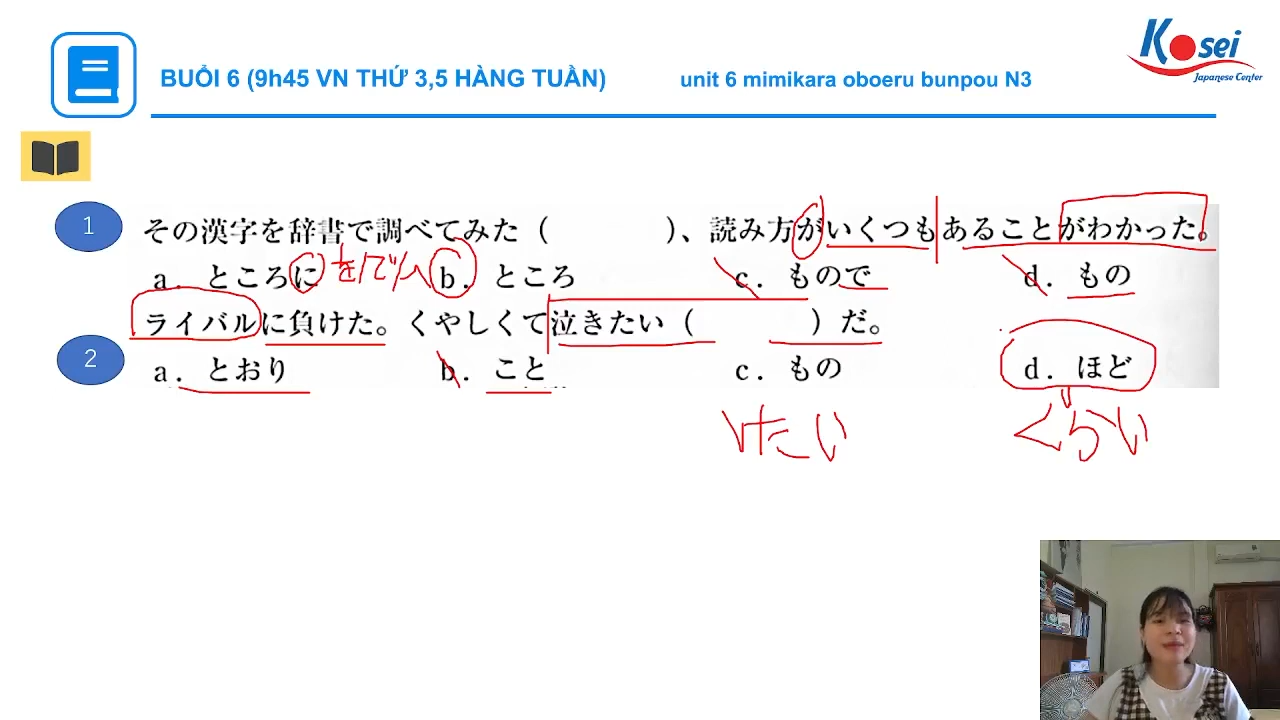 Kosei
Japanese Center
BUỔI 6 (9h45 VN THỨ 3,5 HÀNG TUẦN) unit 6 mimikara oboeru bunpou N3
1 その漢字を辞書で調べてみた（ ）、読み方がいくつもあることがわかった。
a．ところに を/で/へ b．ところ c．もので d．もの
ライバルに負けた。くやしくて泣きたい（ ）だ。
2 a．とおり b．こと c．もの d．ほど
けたい くらい